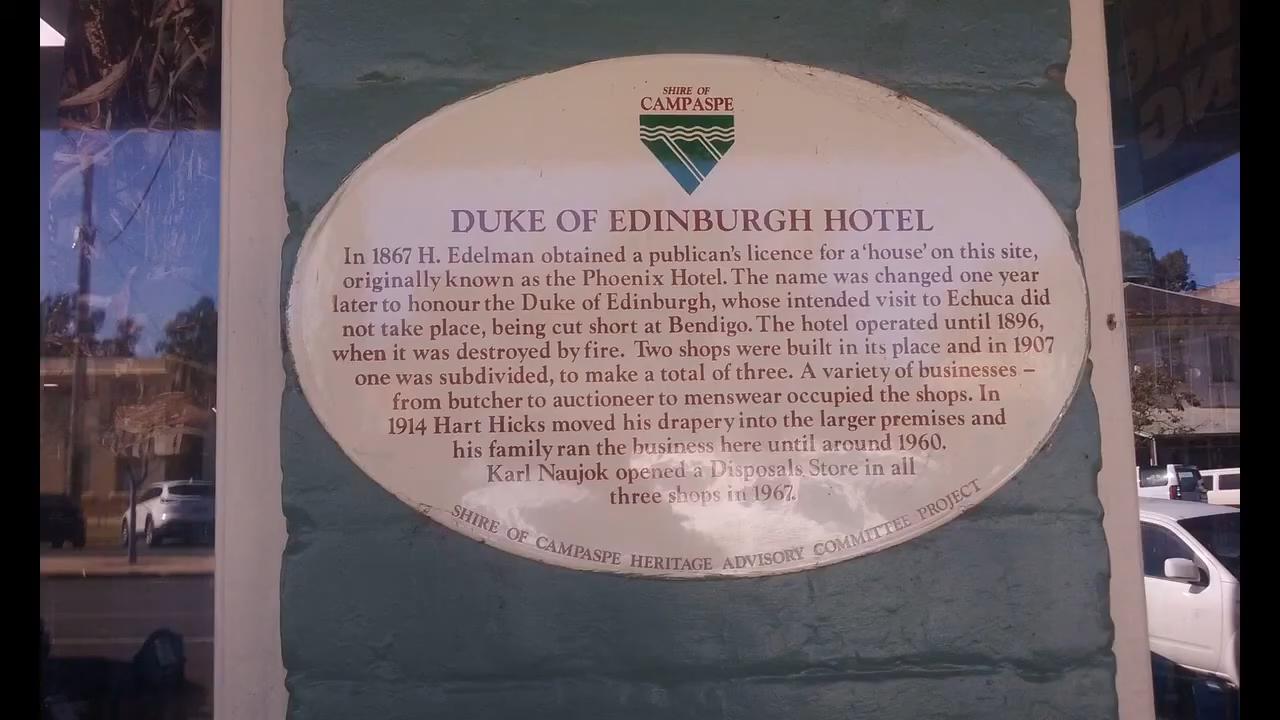 SHIRE OF
CAMPASPE
DUKE OF EDINBURGH HOTEL
In 1867 H. Edelman obtained a publican's licence for a 'house' on this site,
originally known as the Phoenix Hotel. The name was changed one year
later to honour the Duke of Edinburgh, whose intended visit to Echuca did
not take place, being cut short at Bendigo. The hotel operated until 1896,
when it was destroyed by fire. Two shops were built in its place and in 1907
one was subdivided, to make a total of three. A variety of businesses –
from butcher to auctioneer to menswear occupied the shops. In
1914 Hart Hicks moved his drapery into the larger premises and
his family ran the business here until around 1960.
Karl Naujok opened a Disposals Store in all
three shops in 1967.
SHIRE OF CAMPASPE HERITAGE ADVISORY COMMITTEE PROJECT